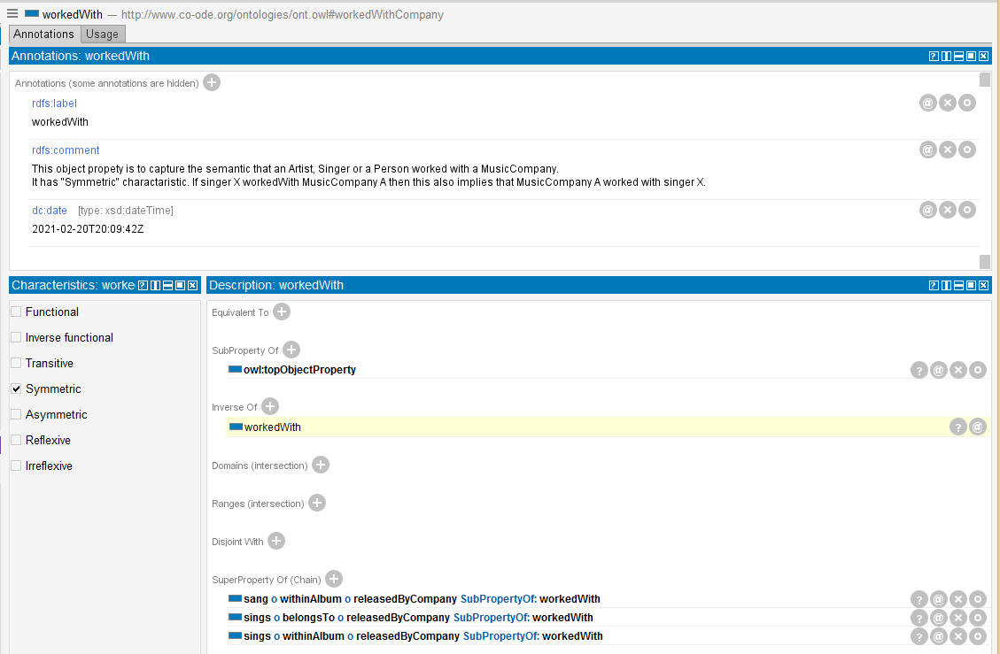 workedWith — http://www.co-ode.org/ontologies/ont.owl#workedWithCompany
Annotations Usage
Annotations: workedWith
Annotations (some annotations are hidden)
rdfs:label
workedWith
rdfs:comment
This object propety is to capture the semantic that an Artist, Singer or a Person worked with a MusicCompany.
It has "Symmetric" charactaristic. If singer X workedWith MusicCompany A then this also implies that MusicCompany A worked with singer X.
dc:date [type: xsd:dateTime]
2021-02-20T20:09:42Z
Characteristics: worke
Functional
Inverse functional
Transitive
Symmetric
Asymmetric
Reflexive
Irreflexive
Description: workedWith
Equivalent To
SubProperty Of
owl:topObjectProperty
Inverse Of
workedWith
Domains (intersection)
Ranges (intersection)
Disjoint With
SuperProperty Of (Chain)
sang o withinAlbum o releasedByCompany SubPropertyOf: workedWith
sings o belongsTo o releasedByCompany SubPropertyOf: workedWith
sings o withinAlbum o releasedByCompany SubPropertyOf: workedWith